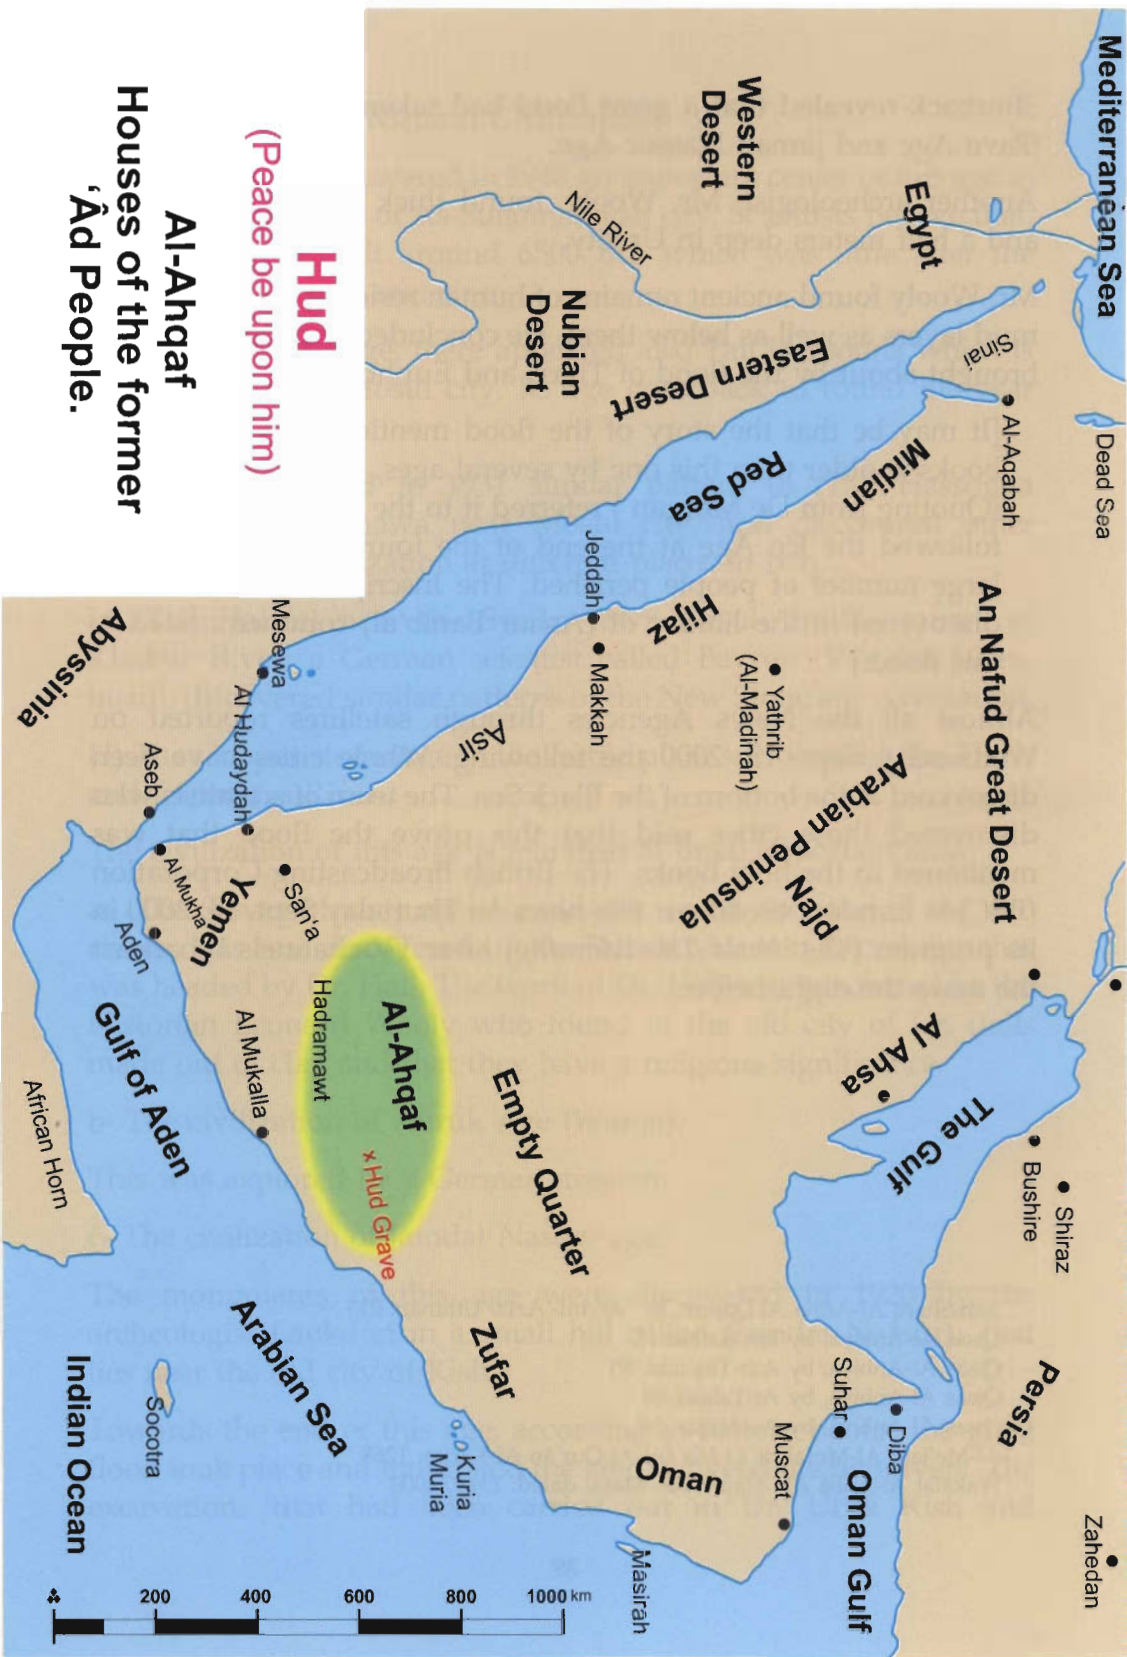 Hud
(Peace be upon him)
Al-Ahqaf
Houses of the former
‘Âd People.
Mediterranean Sea
Dead Sea
Al-Aqabah
Sinai
Egypt
Western
Desert
Nile River
Nubian
Desert
Eastern Desert
Red Sea
Midian
An Nafud Great Desert
Hijaz
Jeddah
Makkah
Yathrib
(Al-Madinah)
Arabian Peninsula
Najd
Asir
Mesewa
Abyssinia
Al Hudaydah
Aseb
Al Mukha
Yemen
San'a
Aden
Gulf of Aden
African Horn
Al Mukalla
Hadramawt
Al-Ahqaf
x Hud Grave
Empty Quarter
Al Ahsa
The Gulf
Bushire
Shiraz
Persia
Zahedan
Diba
Suhar
Oman Gulf
Muscat
Oman
Masirah
Zufar
Kuria
Muria
Arabian Sea
Socotra
Indian Ocean
200
400
600
800
1000 km